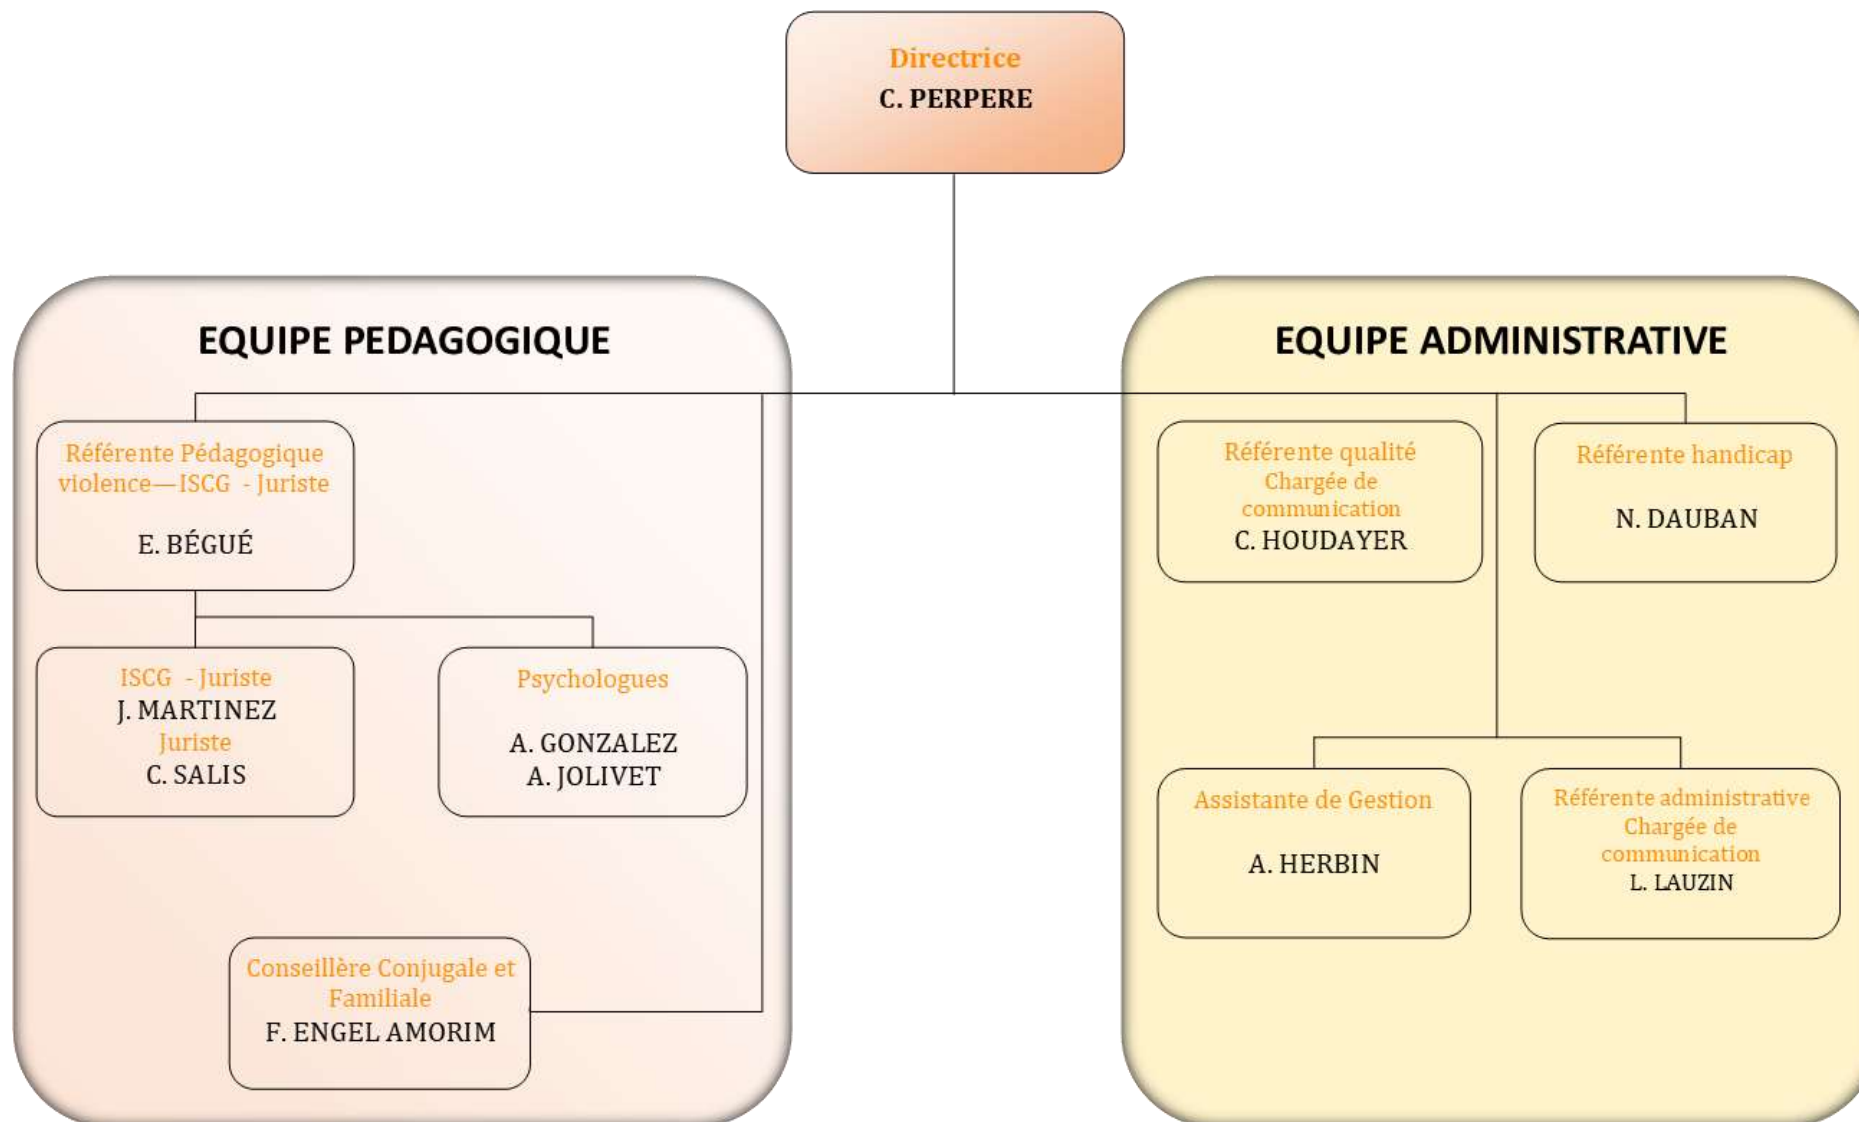 Directrice
C. PERPERE
EQUIPE PEDAGOGIQUE
Référente Pédagogique
violence—ISCG - Juriste
E. BÉGUÉ
ISCG - Juriste
J. MARTINEZ
Juriste
C. SALIS
Psychologues
A. GONZALEZ
A. JOLIVET
Conseillère Conjugale et
Familiale
F. ENGEL AMORIM
EQUIPE ADMINISTRATIVE
Référente qualité
Chargée de
communication
C. HOUDAYER
Référente handicap
N. DAUBAN
Assistante de Gestion
A. HERBIN
Référente administrative
Chargée de
communication
L. LAUZIN